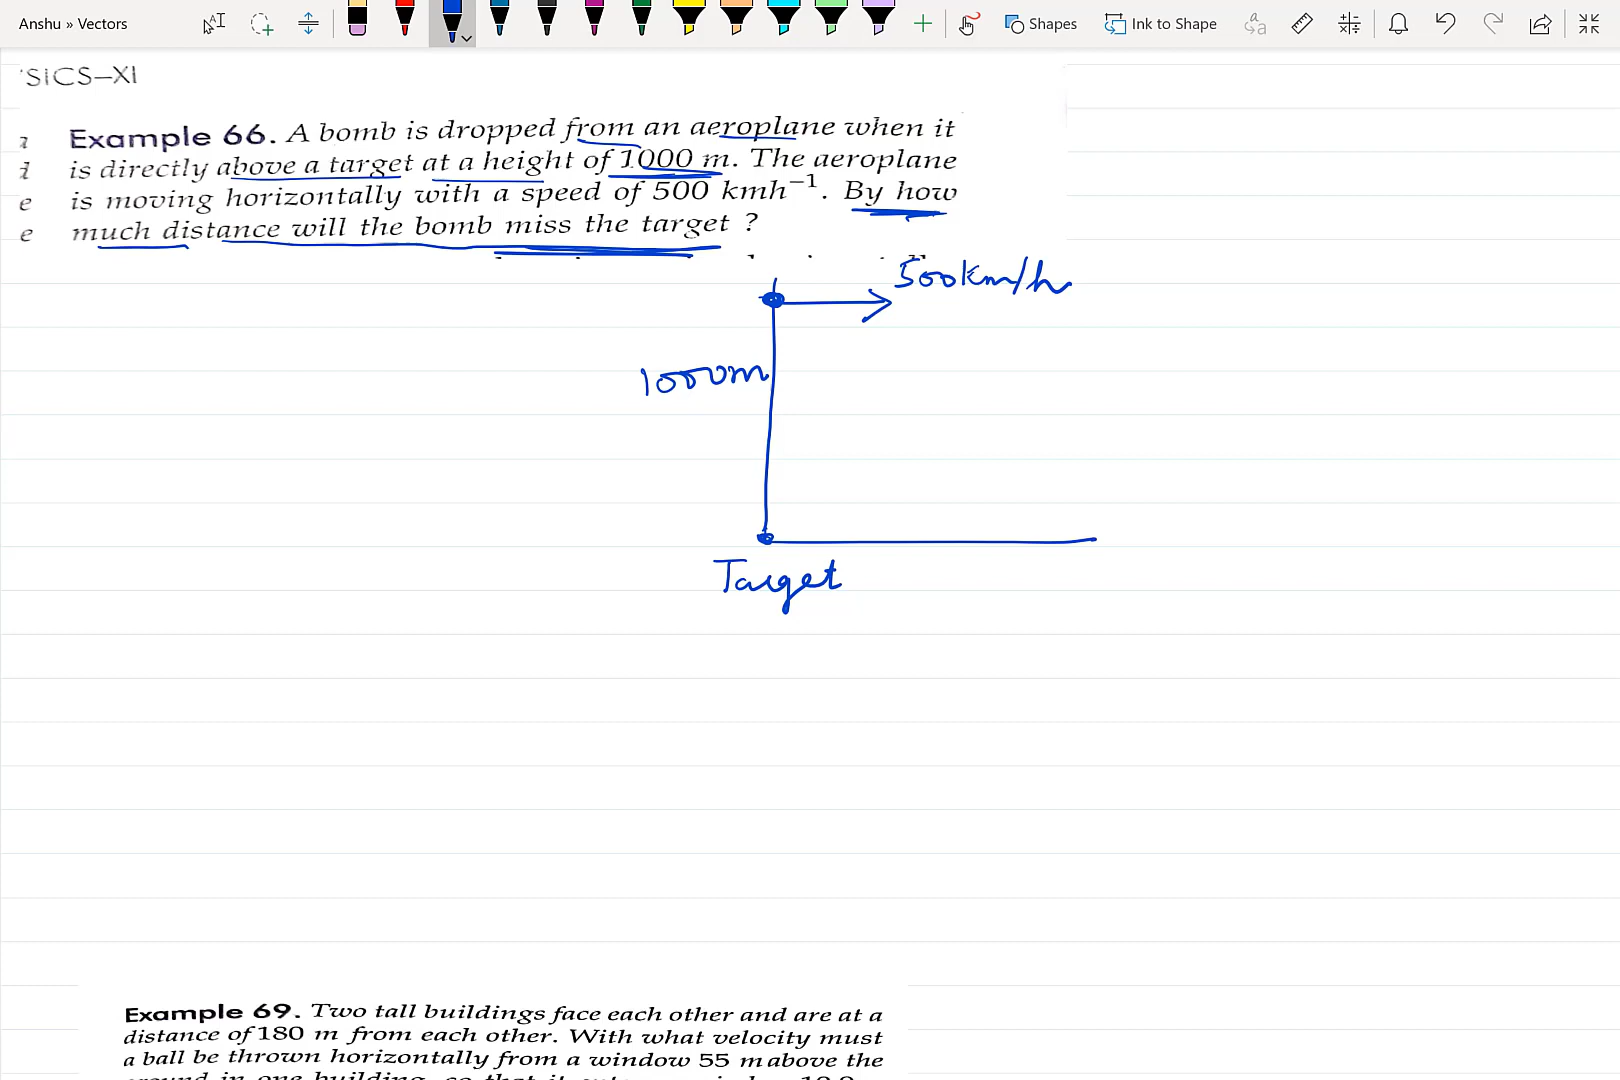 Anshu » Vectors
Shapes
Ink to Shape
SICS–XI
Example 66. A bomb is dropped from an aeroplane when it
is directly above a target at a height of 1000 m. The aeroplane
e is moving horizontally with a speed of 500 kmh⁻¹. By how
e much distance will the bomb miss the target ?
500km/h
1000m
Target
Example 69. Two tall buildings face each other and are at a
distance of 180 m from each other. With what velocity must
a ball be thrown horizontally from a window 55 m above the